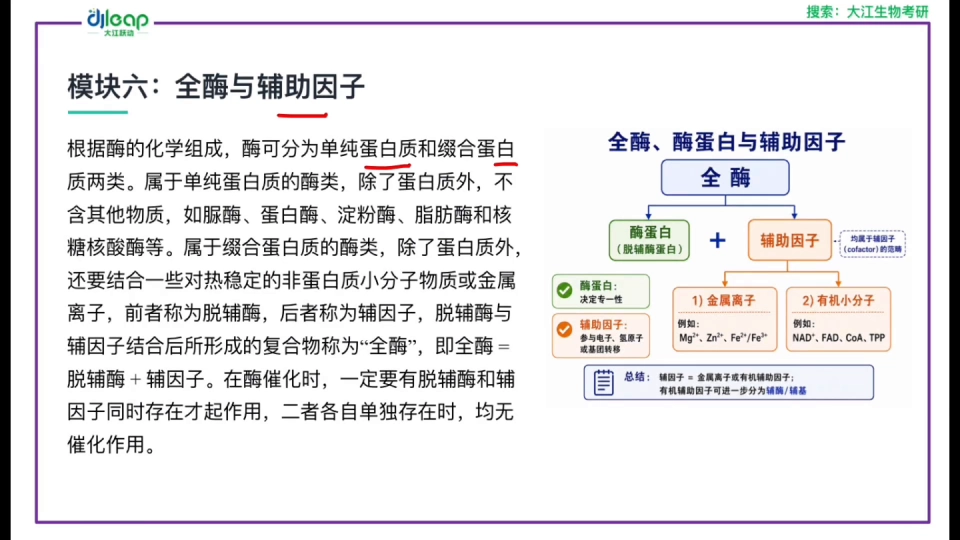 djleap
大江跃动
搜索：大江生物考研
模块六：全酶与辅助因子
根据酶的化学组成，酶可分为单纯蛋白质和缀合蛋白
质两类。属于单纯蛋白质的酶类，除了蛋白质外，不
含其他物质，如脲酶、蛋白酶、淀粉酶、脂肪酶和核
糖核酸酶等。属于缀合蛋白质的酶类，除了蛋白质外，
还要结合一些对热稳定的非蛋白质小分子物质或金属
离子，前者称为脱辅酶，后者称为辅因子，脱辅酶与
辅因子结合后所形成的复合物称为“全酶”，即全酶 =
脱辅酶 + 辅因子。在酶催化时，一定要有脱辅酶和辅
因子同时存在才起作用，二者各自单独存在时，均无
催化作用。
全酶、酶蛋白与辅助因子
全酶
酶蛋白
（脱辅酶蛋白）
+
辅助因子
均属于辅因子
（cofactor）的范畴
酶蛋白：
决定专一性
辅助因子：
参与电子、氢原子
或基团转移
1) 金属离子
例如：
Mg²⁺、Zn²⁺、Fe²⁺/Fe³⁺
2) 有机小分子
例如：
NAD⁺、FAD、CoA、TPP
总结：辅因子 = 金属离子或有机辅助因子；
有机辅助因子可进一步分为辅酶/辅基